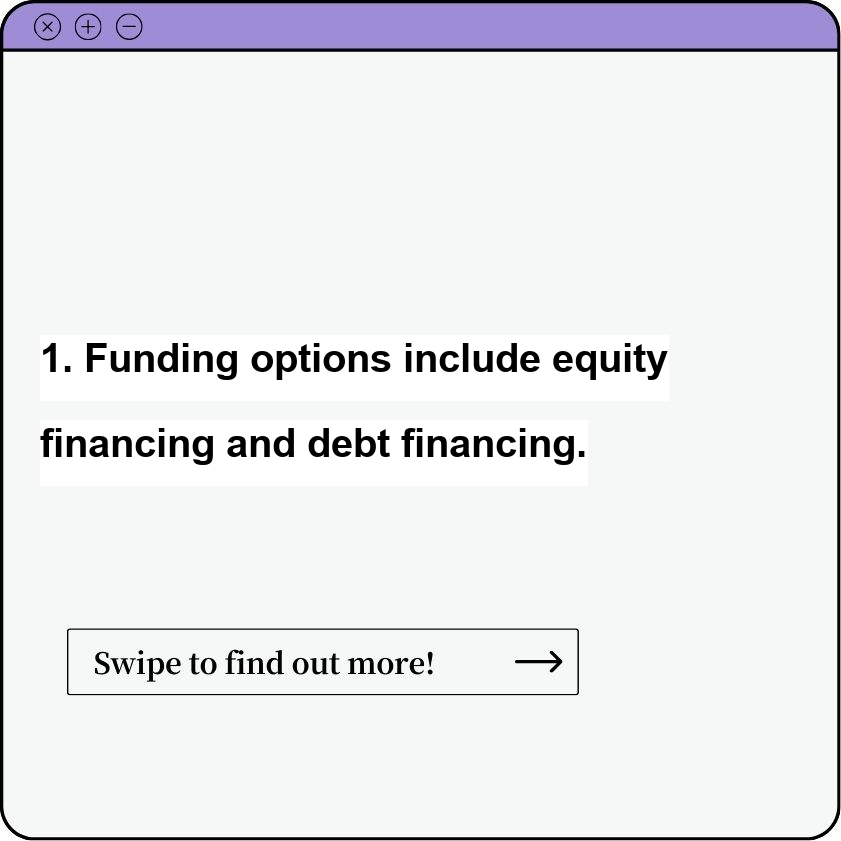 1. Funding options include equity
financing and debt financing.
Swipe to find out more!